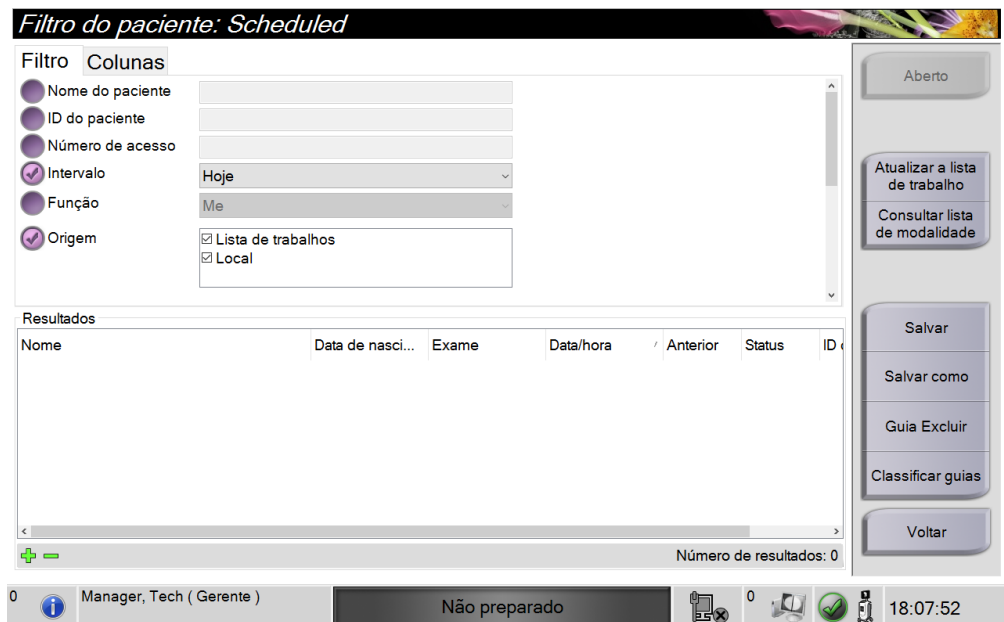 Filtro do paciente: Scheduled
Filtro Colunas
Nome do paciente
ID do paciente
Número de acesso
Intervalo Hoje
Função Me
Origem Lista de trabalhos
Local
Aberto
Atualizar a lista
de trabalho
Consultar lista
de modalidade
Salvar
Salvar como
Guia Excluir
Classificar guias
Voltar
Resultados
Nome Data de nasci... Exame Data/hora Anterior Status ID
Número de resultados: 0
0 Manager, Tech ( Gerente ) Não preparado 0 18:07:52